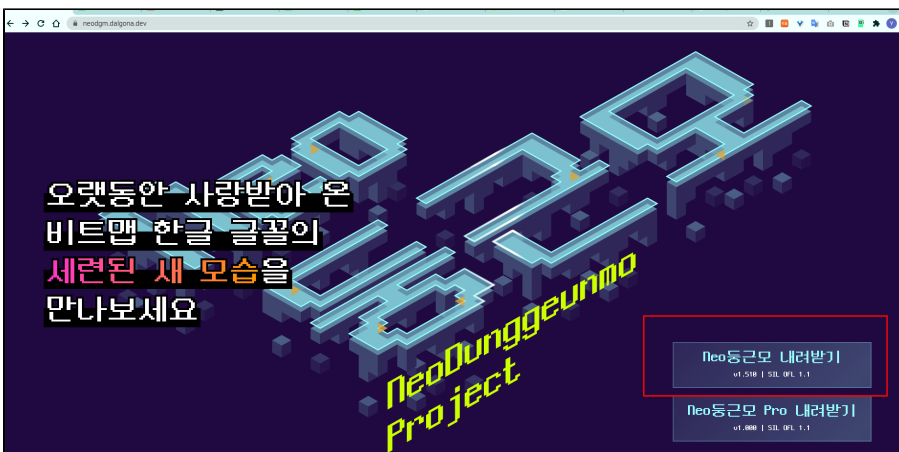 neodgm.dalgona.dev
오랫동안 사랑받아 온
비트맵 한글 글꼴의
세련된 새 모습을
만나보세요
NeoDunggeunmo
Project
Neo둥근모 내려받기
v1.510 | SIL OFL 1.1
Neo둥근모 Pro 내려받기
v1.000 | SIL OFL 1.1